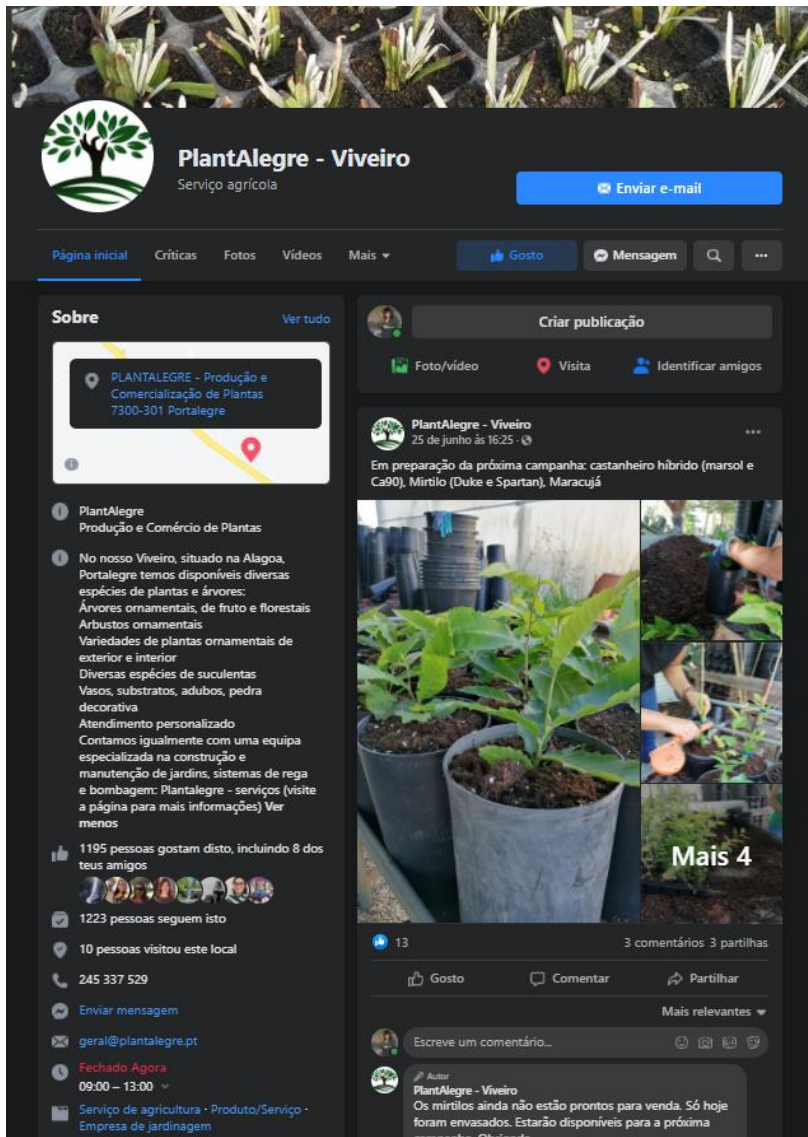 PlantAlegre - Viveiro
Serviço agrícola
Enviar e-mail
Página inicial
Críticas
Fotos
Vídeos
Mais
Gosto
Mensagem
Sobre
Ver tudo
PLANTALEGRE - Produção e
Comercialização de Plantas
7300-301 Portalegre
PlantAlegre
Produção e Comércio de Plantas
No nosso Viveiro, situado na Alagoa,
Portalegre temos disponíveis diversas
espécies de plantas e árvores:
Árvores ornamentais, de fruto e florestais
Arbustos ornamentais
Variedades de plantas ornamentais de
exterior e interior
Diversas espécies de suculentas
Vasos, substratos, adubos, pedra
decorativa
Atendimento personalizado
Contamos igualmente com uma equipa
especializada na construção e
manutenção de jardins, sistemas de rega
e bombagem: Plantalegre - serviços (visite
a página para mais informações) Ver
menos
1195 pessoas gostam disto, incluindo 8 dos
teus amigos
1223 pessoas seguem isto
10 pessoas visitou este local
245 337 529
Enviar mensagem
geral@plantalegre.pt
Fechado Agora
09:00 – 13:00
Serviço de agricultura · Produto/Serviço ·
Empresa de jardinagem
Criar publicação
Foto/vídeo
Visita
Identificar amigos
PlantAlegre - Viveiro
25 de junho às 16:25 ·
Em preparação da próxima campanha: castanheiro híbrido (marsol e
Ca90), Mirtilo (Duke e Spartan), Maracujá
Mais 4
13
3 comentários 3 partilhas
Gosto
Comentar
Partilhar
Mais relevantes
Escreve um comentário...
Autor
PlantAlegre - Viveiro
Os mirtilos ainda não estão prontos para venda. Só hoje
foram envasados. Estarão disponíveis para a próxima